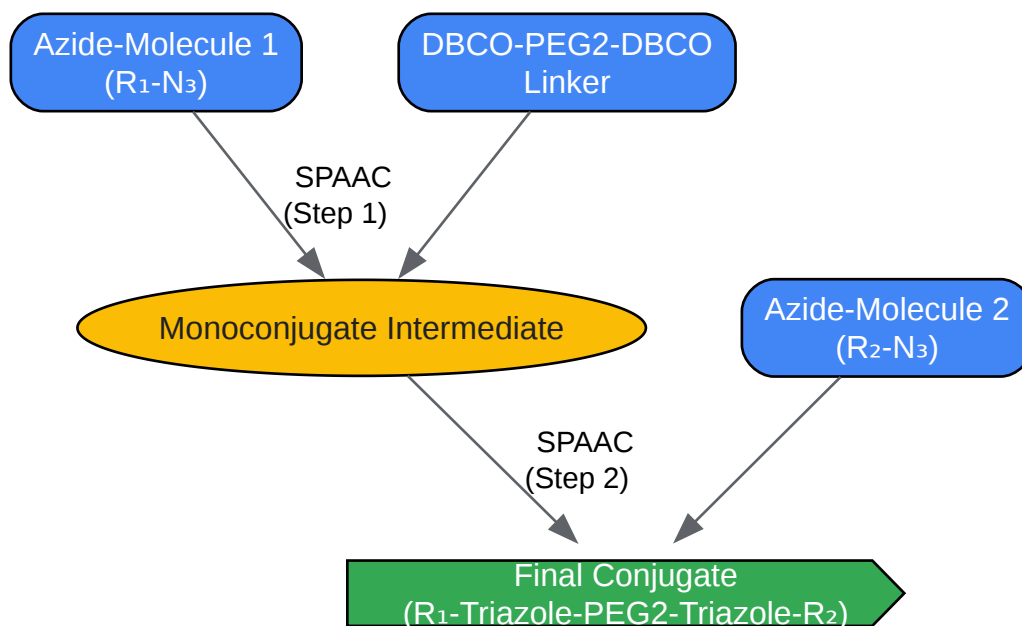 Azide-Molecule 1
(R₁-N₃)
DBCO-PEG2-DBCO
Linker
SPAAC
(Step 1)
Monoconjugate Intermediate
Azide-Molecule 2
(R₂-N₃)
SPAAC
(Step 2)
Final Conjugate
(R₁-Triazole-PEG2-Triazole-R₂)